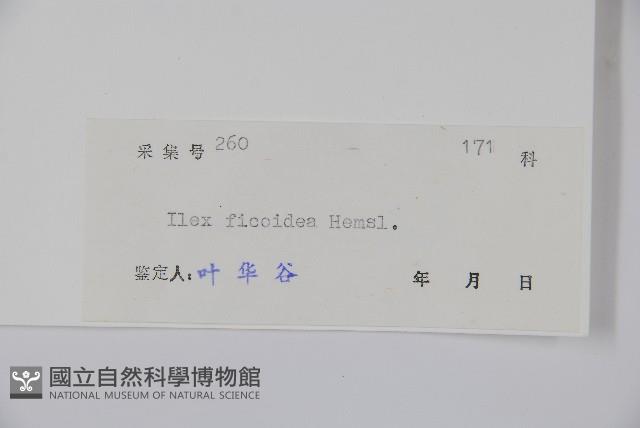 采集号 260 171 科
Ilex ficoidea Hemsl.
鉴定人: 叶华谷 年 月 日
國立自然科學博物館
NATIONAL MUSEUM OF NATURAL SCIENCE